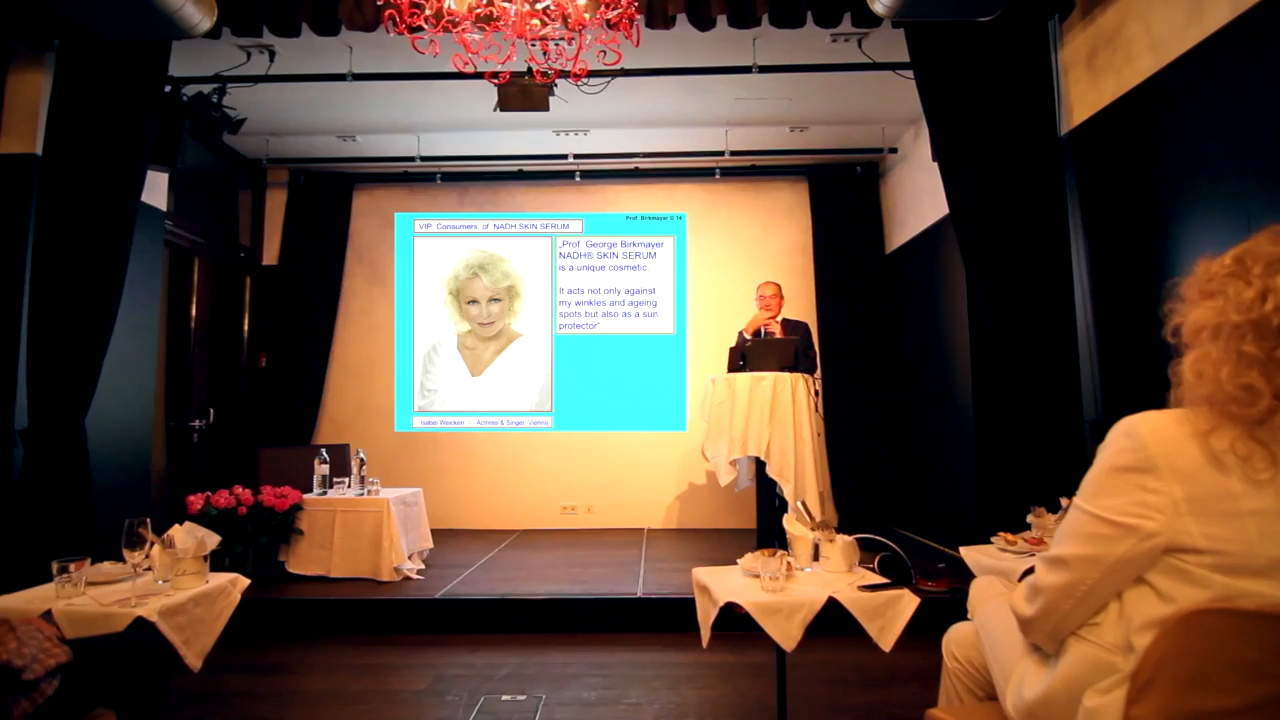 Prof. Birkmayer © 14
VIP Consumers of NADH SKIN SERUM
„Prof. George Birkmayer
NADH® SKIN SERUM
is a unique cosmetic.
It acts not only against
my winkles and ageing
spots but also as a sun
protector"
Isabel Weicken - Actress & Singer, Vienna